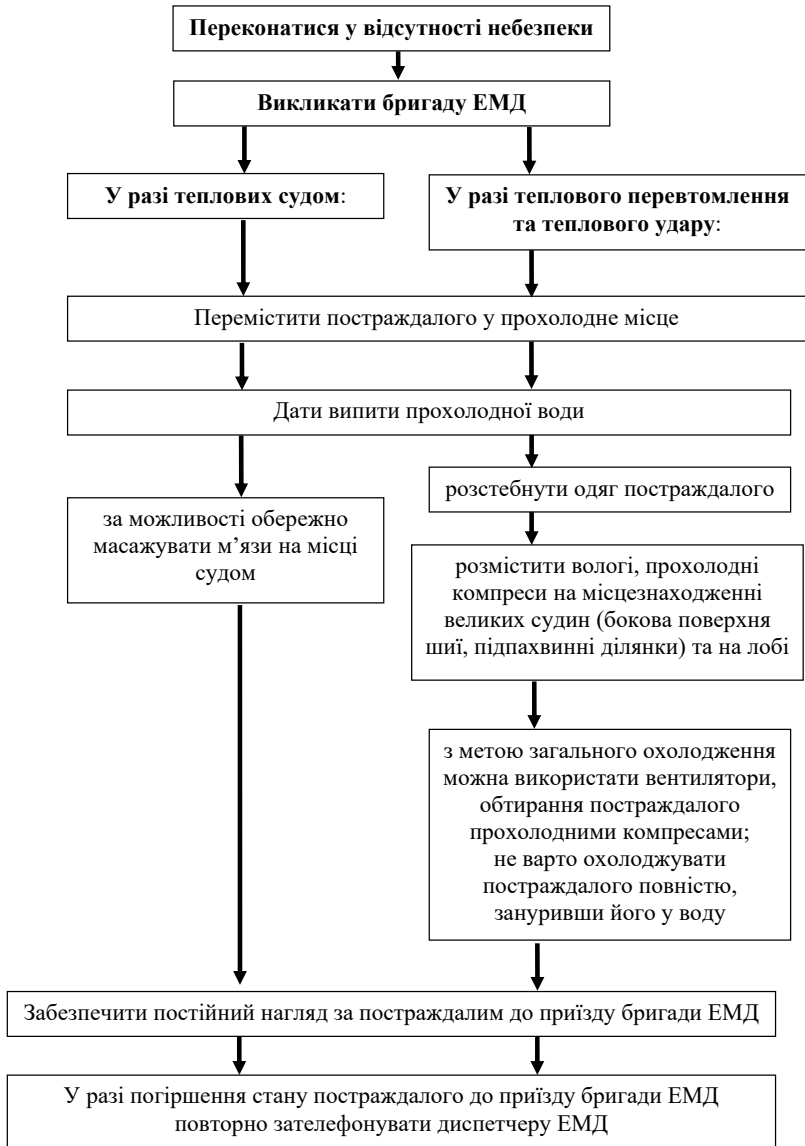 Переконатися у відсутності небезпеки
Викликати бригаду ЕМД
У разі теплових судом:
У разі теплового перевтомлення
та теплового удару:
Перемістити постраждалого у прохолодне місце
Дати випити прохолодної води
за можливості обережно
масажувати м’язи на місці
судом
розстебнути одяг постраждалого
розмістити вологі, прохолодні
компреси на місцезнаходженні
великих судин (бокова поверхня
шиї, підпахвинні ділянки) та на лобі
з метою загального охолодження
можна використати вентилятори,
обтирання постраждалого
прохолодними компресами;
не варто охолоджувати
постраждалого повністю,
зануривши його у воду
Забезпечити постійний нагляд за постраждалим до приїзду бригади ЕМД
У разі погіршення стану постраждалого до приїзду бригади ЕМД
повторно зателефонувати диспетчеру ЕМД